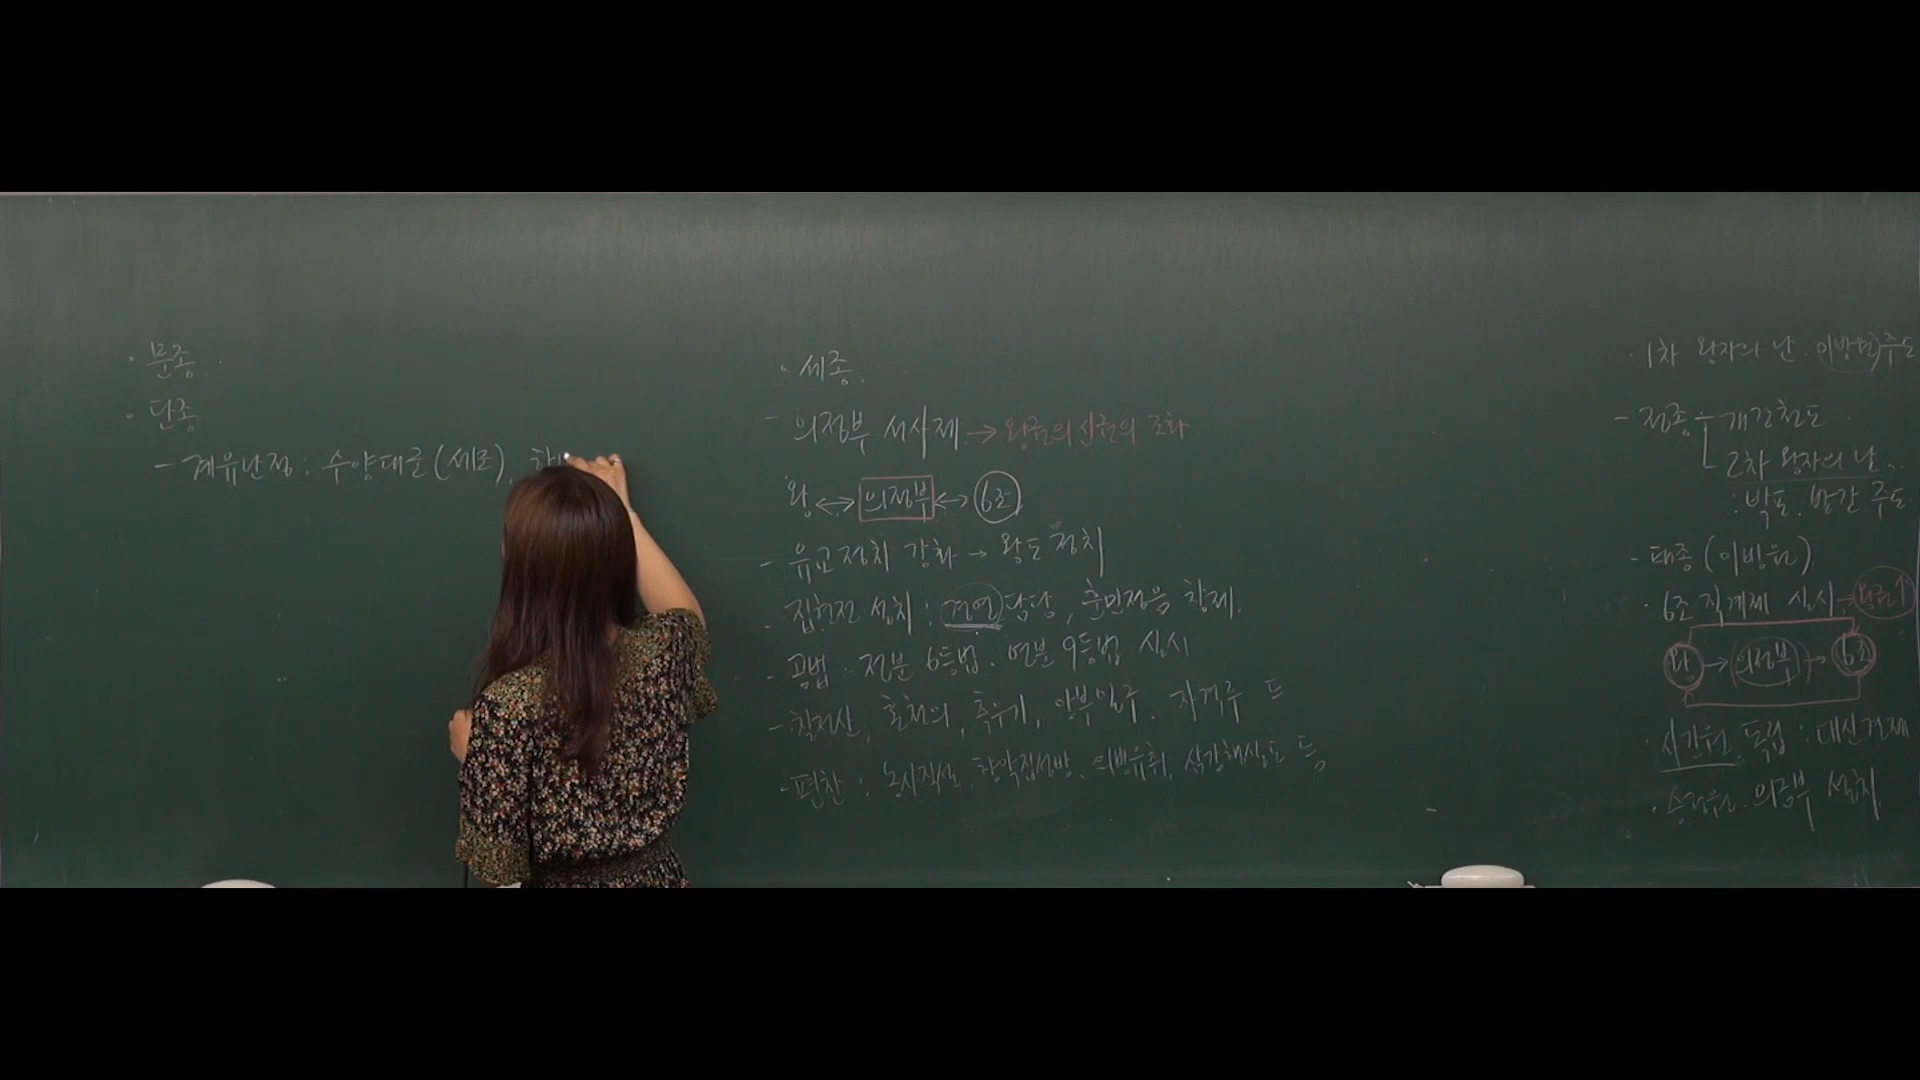 · 문종.
· 단종
- 계유난정 : 수양대군(세조),
· 세종.
- 의정부 서사제 → 왕권의 신권의 조화
왕 ↔ 의정부 ↔ 6조
- 유교정치 강화 → 왕도정치
- 집현전 설치 : 경연 담당, 훈민정음 창제.
- 공법 : 전분 6등법. 연분 9등법 실시
- 칠정산, 혼천의, 측우기, 앙부일구. 자격루 등
- 편찬 : 농사직설, 향약집성방, 의방유취, 삼강행실도 등
· 1차 왕자의 난. 이방원 주도
- 정종 개경천도
2차 왕자의 난...
: 박포. 방간 주도
- 태종 (이방원)
· 6조 직계제 실시 → 왕권↑
왕 → 의정부 → 6조
· 사간원 독립 : 대신견제
· 승정원. 의금부 설치.